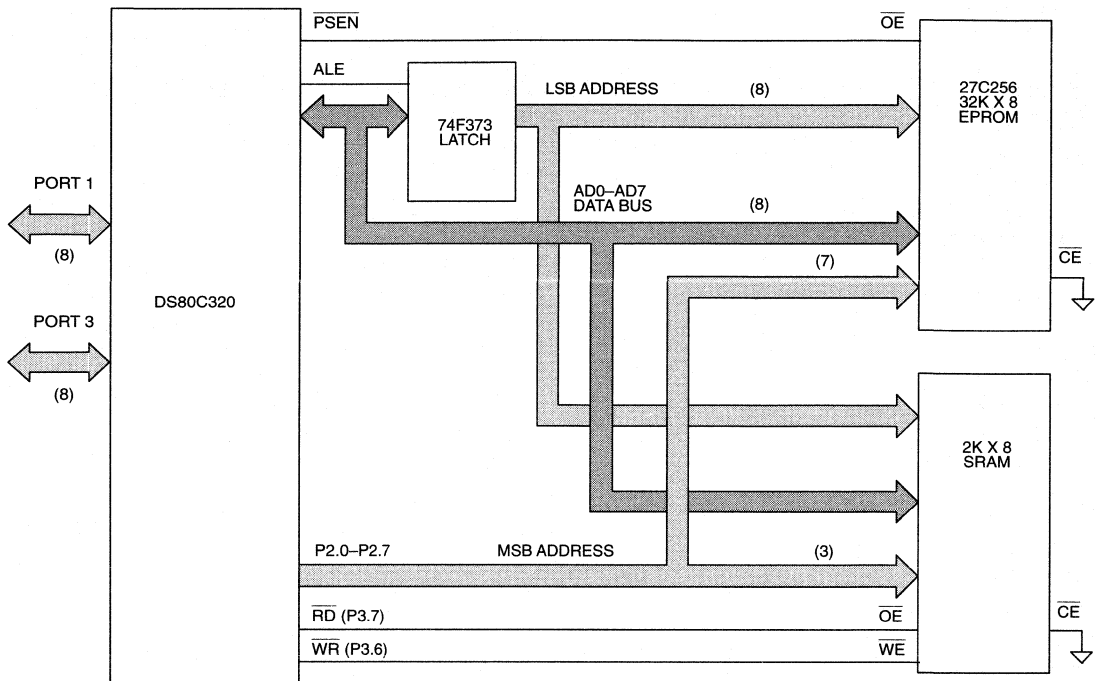 PSEN
OE
ALE
LSB ADDRESS
(8)
27C256
32K X 8
EPROM
74F373
LATCH
PORT 1
(8)
AD0–AD7
DATA BUS
(8)
(7)
CE
DS80C320
PORT 3
(8)
2K X 8
SRAM
P2.0–P2.7
MSB ADDRESS
(3)
RD (P3.7)
OE
CE
WR (P3.6)
WE